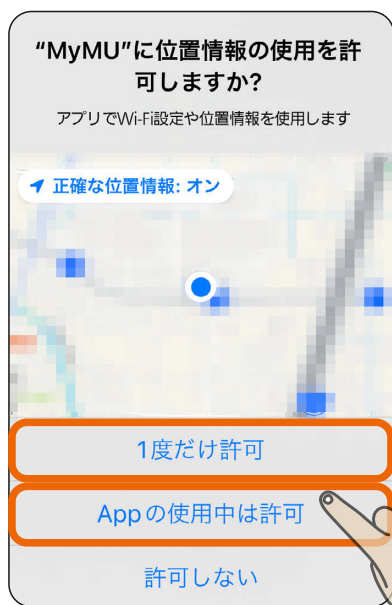 “MyMU”に位置情報の使用を許
可しますか?
アプリでWi-Fi設定や位置情報を使用します
正確な位置情報: オン
1度だけ許可
Appの使用中は許可
許可しない